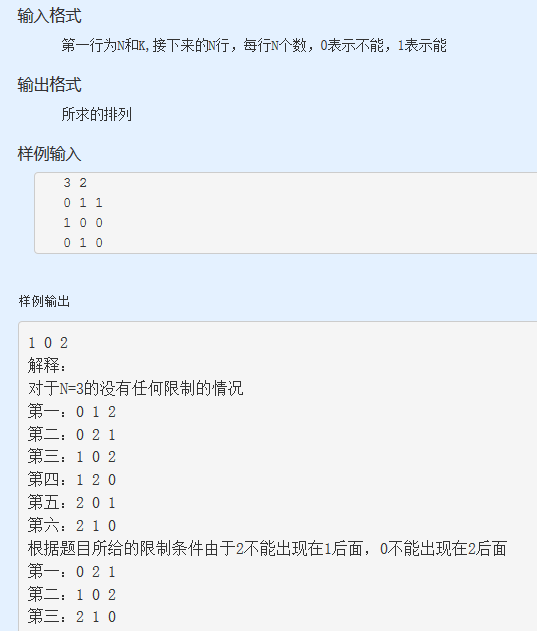 输入格式
第一行为N和K,接下来的N行，每行N个数，0表示不能，1表示能
输出格式
所求的排列
样例输入
3 2
0 1 1
1 0 0
0 1 0
样例输出
1 0 2
解释：
对于N=3的没有任何限制的情况
第一：0 1 2
第二：0 2 1
第三：1 0 2
第四：1 2 0
第五：2 0 1
第六：2 1 0
根据题目所给的限制条件由于2不能出现在1后面，0不能出现在2后面
第一：0 2 1
第二：1 0 2
第三：2 1 0